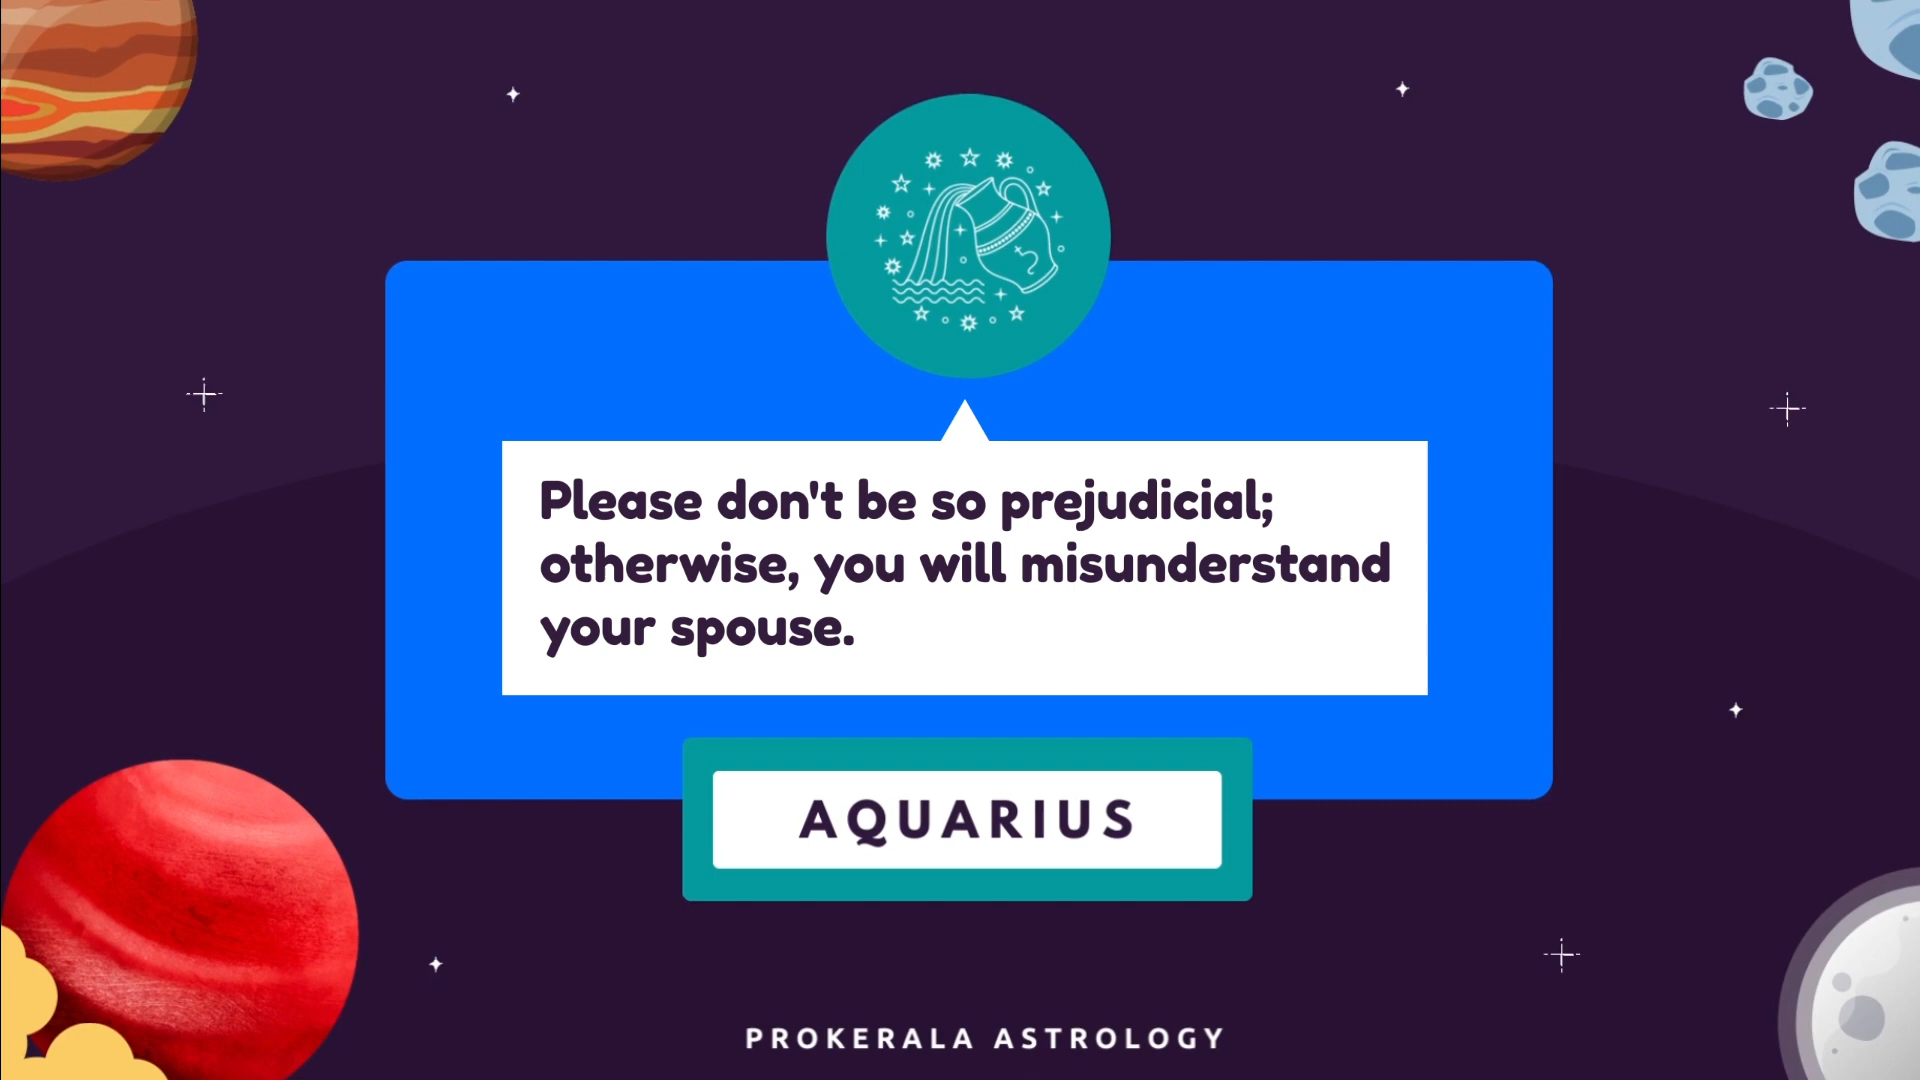 Please don't be so prejudicial;
otherwise, you will misunderstand
your spouse.
AQUARIUS
PROKERALA ASTROLOGY